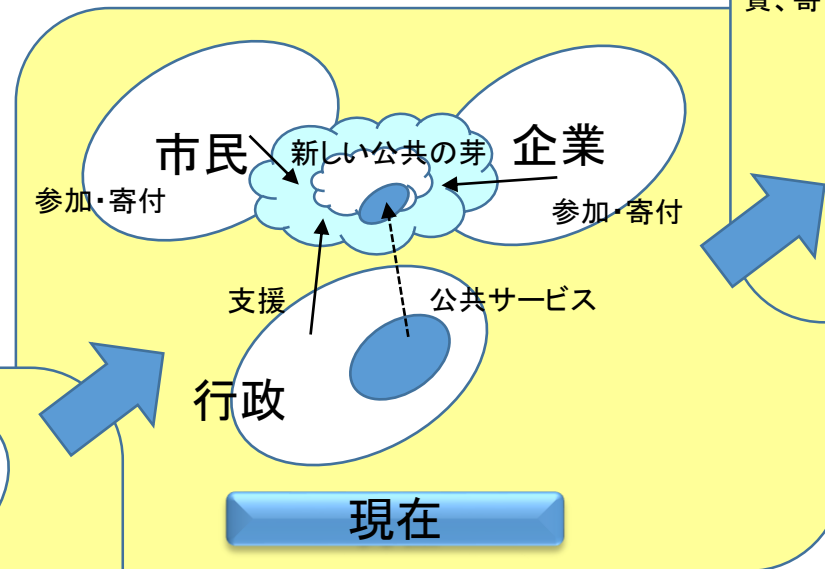 市民
新しい公共の芽
企業
参加・寄付
参加・寄付
支援
公共サービス
行政
現在